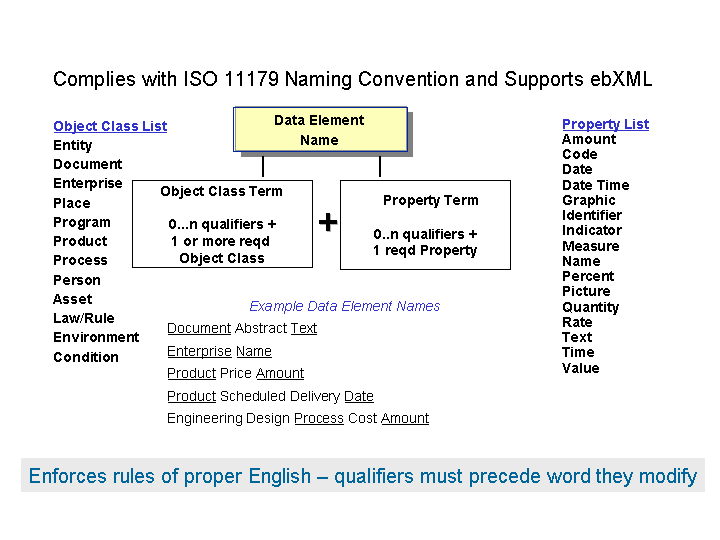 Complies with ISO 11179 Naming Convention and Supports ebXML
Object Class List
Entity
Document
Enterprise
Place
Program
Product
Process
Person
Asset
Law/Rule
Environment
Condition
Data Element
Name
Object Class Term
0...n qualifiers +
1 or more reqd
Object Class
+
Property Term
0..n qualifiers +
1 reqd Property
Example Data Element Names
Document Abstract Text
Enterprise Name
Product Price Amount
Product Scheduled Delivery Date
Engineering Design Process Cost Amount
Property List
Amount
Code
Date
Date Time
Graphic
Identifier
Indicator
Measure
Name
Percent
Picture
Quantity
Rate
Text
Time
Value
Enforces rules of proper English – qualifiers must precede word they modify